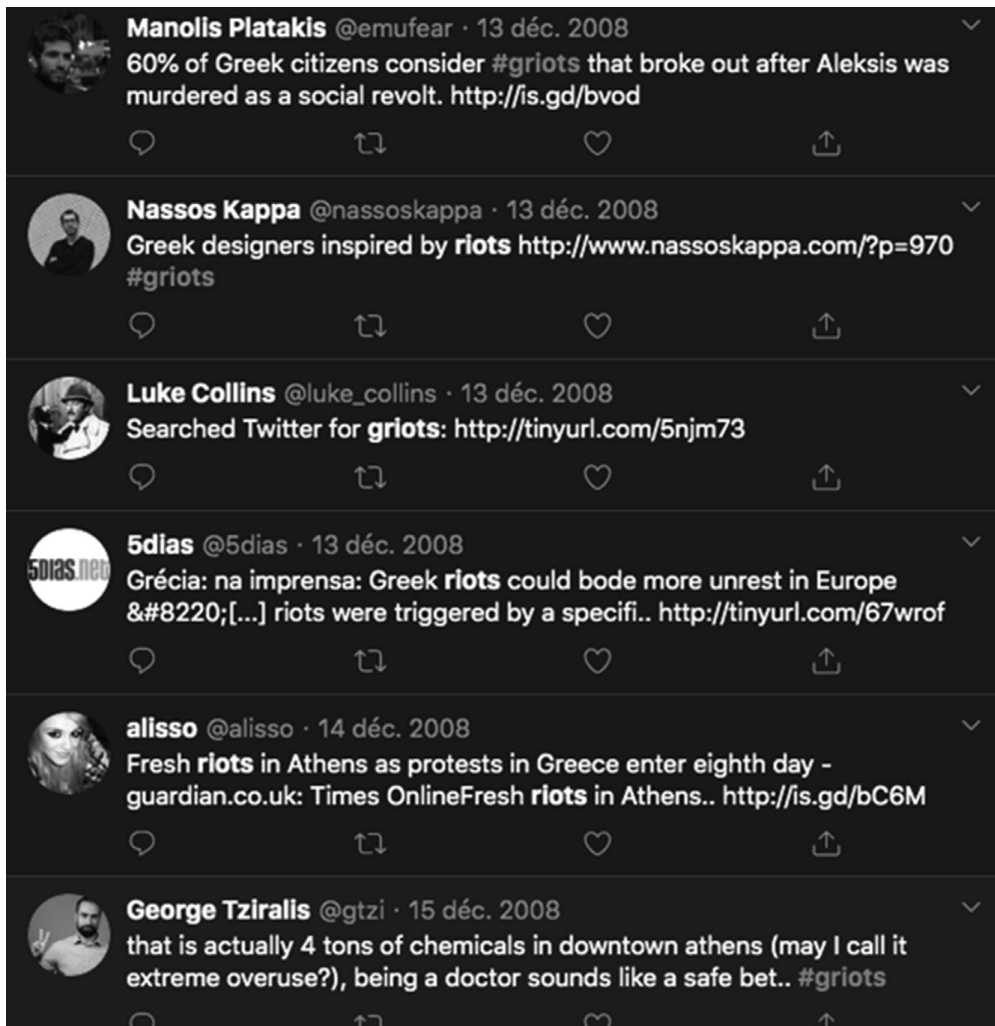 Manolis Platakis @emufear · 13 déc. 2008
60% of Greek citizens consider #griots that broke out after Aleksis was
murdered as a social revolt. http://is.gd/bvod
Nassos Kappa @nassoskappa · 13 déc. 2008
Greek designers inspired by riots http://www.nassoskappa.com/?p=970
#griots
Luke Collins @luke_collins · 13 déc. 2008
Searched Twitter for griots: http://tinyurl.com/5njm73
5DIAS.net
5dias @5dias · 13 déc. 2008
Grécia: na imprensa: Greek riots could bode more unrest in Europe
&#8220;[...] riots were triggered by a specifi.. http://tinyurl.com/67wrof
alisso @alisso · 14 déc. 2008
Fresh riots in Athens as protests in Greece enter eighth day -
guardian.co.uk: Times OnlineFresh riots in Athens.. http://is.gd/bC6M
George Tziralis @gtzi · 15 déc. 2008
that is actually 4 tons of chemicals in downtown athens (may I call it
extreme overuse?), being a doctor sounds like a safe bet.. #griots